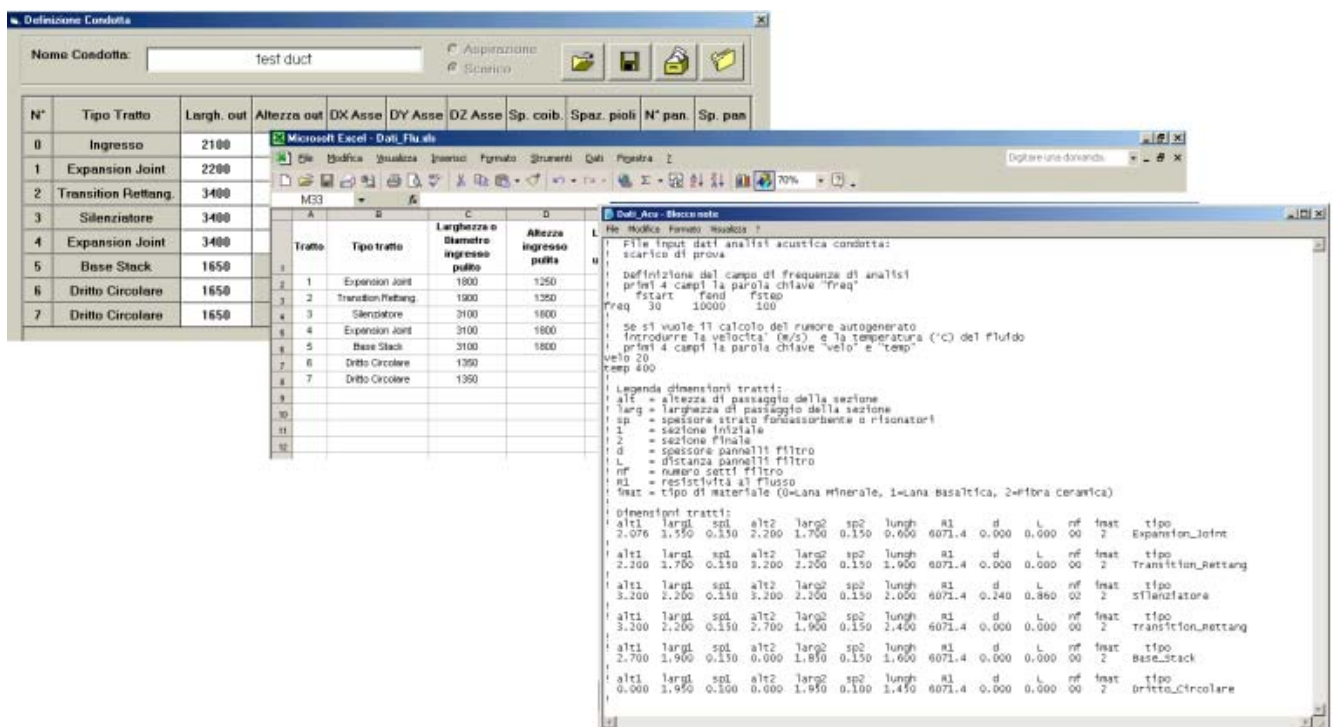 Definizione Condotta
Nome Condotta: test duct
Aspirazione
Scarico
N° Tipo Tratto Largh. out Altezza out DX Asse DY Asse DZ Asse Sp. coib. Spaz. pioli N° pan. Sp. pan
0 Ingresso 2100
1 Expansion Joint 2200
2 Transition Rettang. 3400
3 Silenziatore 3400
4 Expansion Joint 3400
5 Base Stack 1650
6 Dritto Circolare 1650
7 Dritto Circolare 1650
Microsoft Excel - Dati_Flu.xls
File Modifica Visualizza Inserisci Formato Strumenti Dati Finestra ?
Digitare una domanda.
70%
M33 fx
A B C D
1 Tratto Tipo tratto Larghezza o Diametro ingresso pulito Altezza ingresso pulita
2 1 Expansion Joint 1800 1250
3 2 Transition Rettang. 1900 1350
4 3 Silenziatore 3100 1800
5 4 Expansion Joint 3100 1800
6 5 Base Stack 3100 1800
7 6 Dritto Circolare 1350
8 7 Dritto Circolare 1350
9
10
11
12
Dati_Acu - Blocco note
File Modifica Formato Visualizza ?
! File input dati analisi acustica condotta:
! scarico di prova
!
! Definizione del campo di frequenze di analisi
! primi 4 campi la parola chiave "freq"
! fstart fend fstep
freq 30 10000 100
!
! Se si vuole il calcolo del rumore autogenerato
! introdurre la velocita' (m/s) e la temperatura (°C) del fluido
! primi 4 campi la parola chiave "velo" e "temp"
velo 20
temp 400
!
! Legenda dimensioni tratti:
! alt = altezza di passaggio della sezione
! larg = larghezza di passaggio della sezione
! sp = spessore strato fonoassorbente o risonatori
! 1 = sezione iniziale
! 2 = sezione finale
! d = spessore pannelli filtro
! L = distanza pannelli filtro
! nf = numero setti filtro
! R1 = resistività al flusso
! imat = tipo di materiale (0=Lana Minerale, 1=Lana Basaltica, 2=Fibra Ceramica)
!
! Dimensioni tratti:
! alt1 larg1 sp1 alt2 larg2 sp2 lungh R1 d L nf imat tipo
2.076 1.550 0.150 2.200 1.700 0.150 0.600 6071.4 0.000 0.000 00 2 Expansion_Joint
!
! alt1 larg1 sp1 alt2 larg2 sp2 lungh R1 d L nf imat tipo
2.200 1.700 0.150 3.200 2.200 0.150 1.900 6071.4 0.000 0.000 00 2 Transition_Rettang
!
! alt1 larg1 sp1 alt2 larg2 sp2 lungh R1 d L nf imat tipo
3.200 2.200 0.150 3.200 2.200 0.150 2.000 6071.4 0.240 0.860 02 2 Silenziatore
!
! alt1 larg1 sp1 alt2 larg2 sp2 lungh R1 d L nf imat tipo
3.200 2.200 0.150 2.700 1.900 0.150 2.400 6071.4 0.000 0.000 00 2 Transition_Rettang
!
! alt1 larg1 sp1 alt2 larg2 sp2 lungh R1 d L nf imat tipo
2.700 1.900 0.150 0.000 1.850 0.150 1.600 6071.4 0.000 0.000 00 2 Base_Stack
!
! alt1 larg1 sp1 alt2 larg2 sp2 lungh R1 d L nf imat tipo
0.000 1.950 0.100 0.000 1.950 0.100 1.450 6071.4 0.000 0.000 00 2 Dritto_Circolare
!